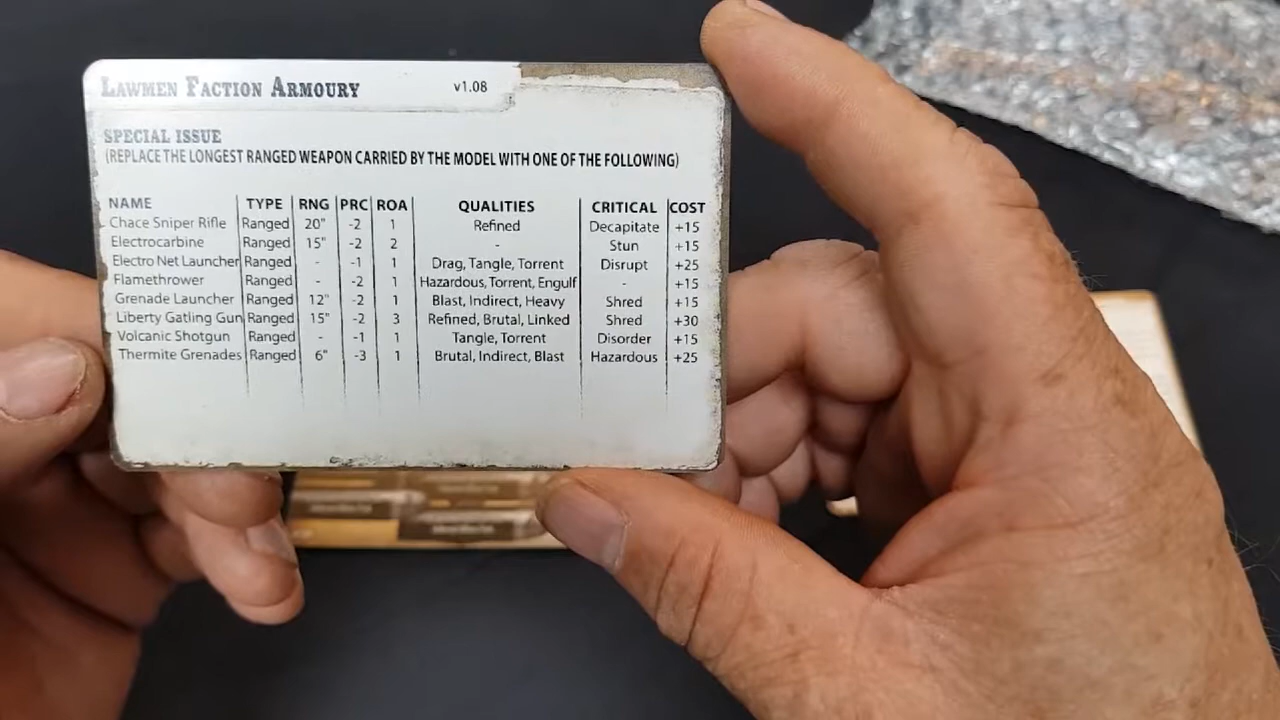 LAWMEN FACTION ARMOURY v1.08
SPECIAL ISSUE
(REPLACE THE LONGEST RANGED WEAPON CARRIED BY THE MODEL WITH ONE OF THE FOLLOWING)
NAME TYPE RNG PRC ROA QUALITIES CRITICAL COST
Chace Sniper Rifle Ranged 20" -2 1 Refined Decapitate +15
Electrocarbine Ranged 15" -2 2 - Stun +15
Electro Net Launcher Ranged - -1 1 Drag, Tangle, Torrent Disrupt +25
Flamethrower Ranged - -2 1 Hazardous, Torrent, Engulf - +15
Grenade Launcher Ranged 12" -2 1 Blast, Indirect, Heavy Shred +15
Liberty Gatling Gun Ranged 15" -2 3 Refined, Brutal, Linked Shred +30
Volcanic Shotgun Ranged - -1 1 Tangle, Torrent Disorder +15
Thermite Grenades Ranged 6" -3 1 Brutal, Indirect, Blast Hazardous +25